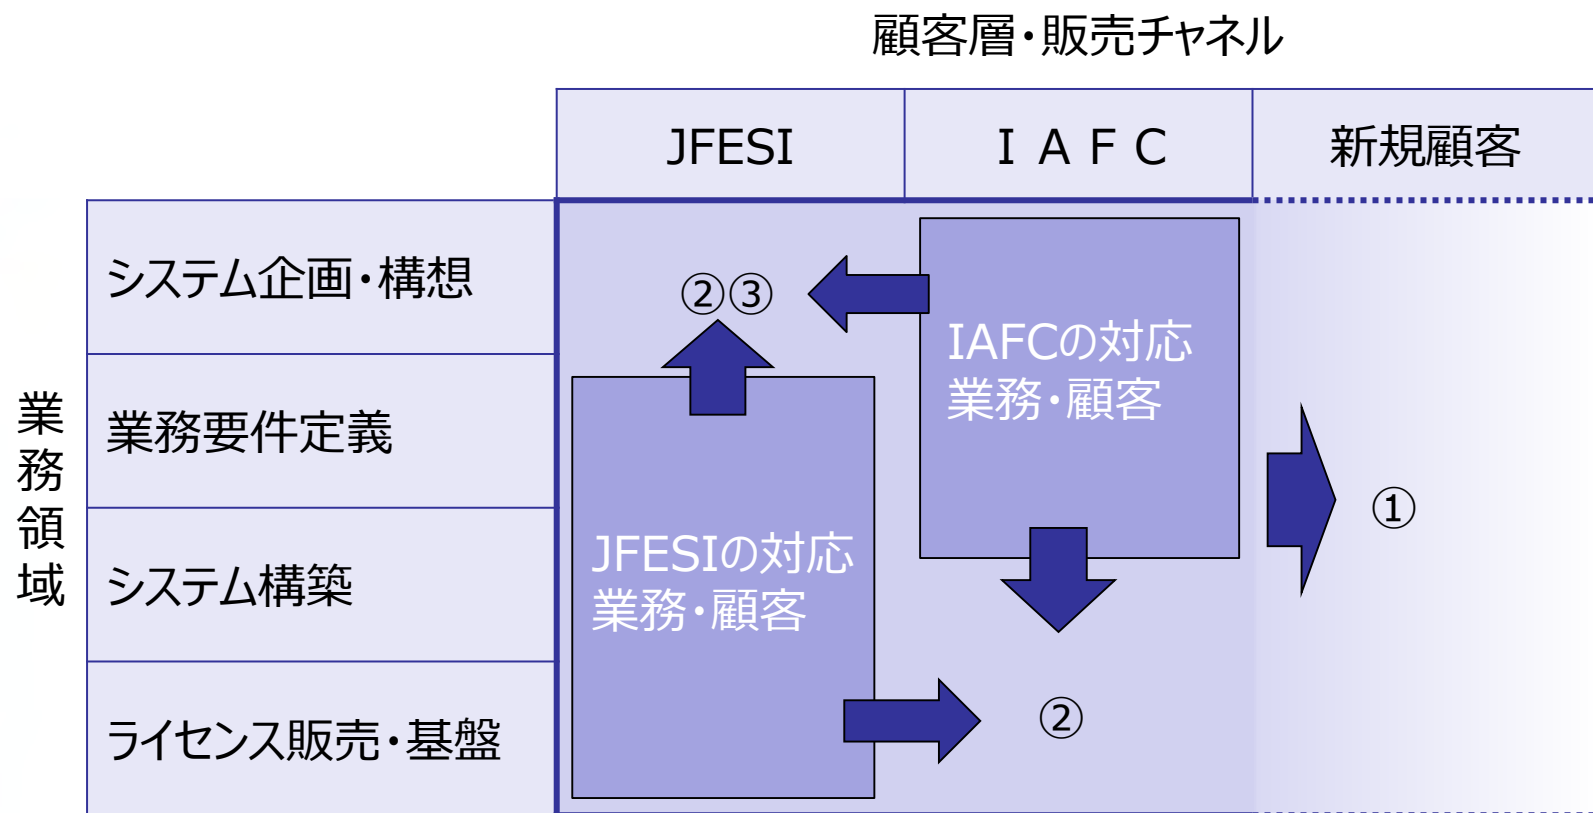 顧客層・販売チャネル
JFESI
ＩＡＦＣ
新規顧客
業務領域
システム企画・構想
②③
IAFCの対応
業務・顧客
業務要件定義
①
システム構築
JFESIの対応
業務・顧客
ライセンス販売・基盤
②